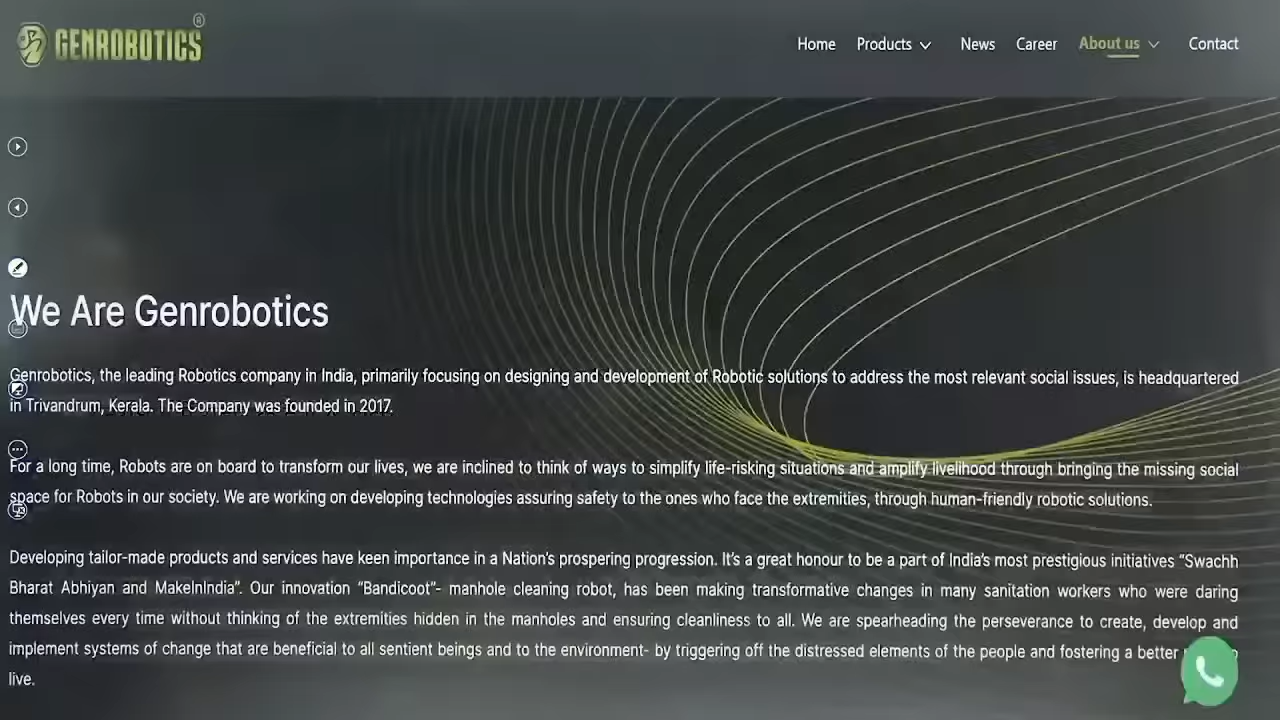 GENROBOTICS ®
Home Products News Career About us Contact
We Are Genrobotics
Genrobotics, the leading Robotics company in India, primarily focusing on designing and development of Robotic solutions to address the most relevant social issues, is headquartered
in Trivandrum, Kerala. The Company was founded in 2017.
For a long time, Robots are on board to transform our lives, we are inclined to think of ways to simplify life-risking situations and amplify livelihood through bringing the missing social
space for Robots in our society. We are working on developing technologies assuring safety to the ones who face the extremities, through human-friendly robotic solutions.
Developing tailor-made products and services have keen importance in a Nation's prospering progression. It's a great honour to be a part of India's most prestigious initiatives “Swachh
Bharat Abhiyan and MakeInIndia”. Our innovation “Bandicoot”- manhole cleaning robot, has been making transformative changes in many sanitation workers who were daring
themselves every time without thinking of the extremities hidden in the manholes and ensuring cleanliness to all. We are spearheading the perseverance to create, develop and
implement systems of change that are beneficial to all sentient beings and to the environment- by triggering off the distressed elements of the people and fostering a better
live.